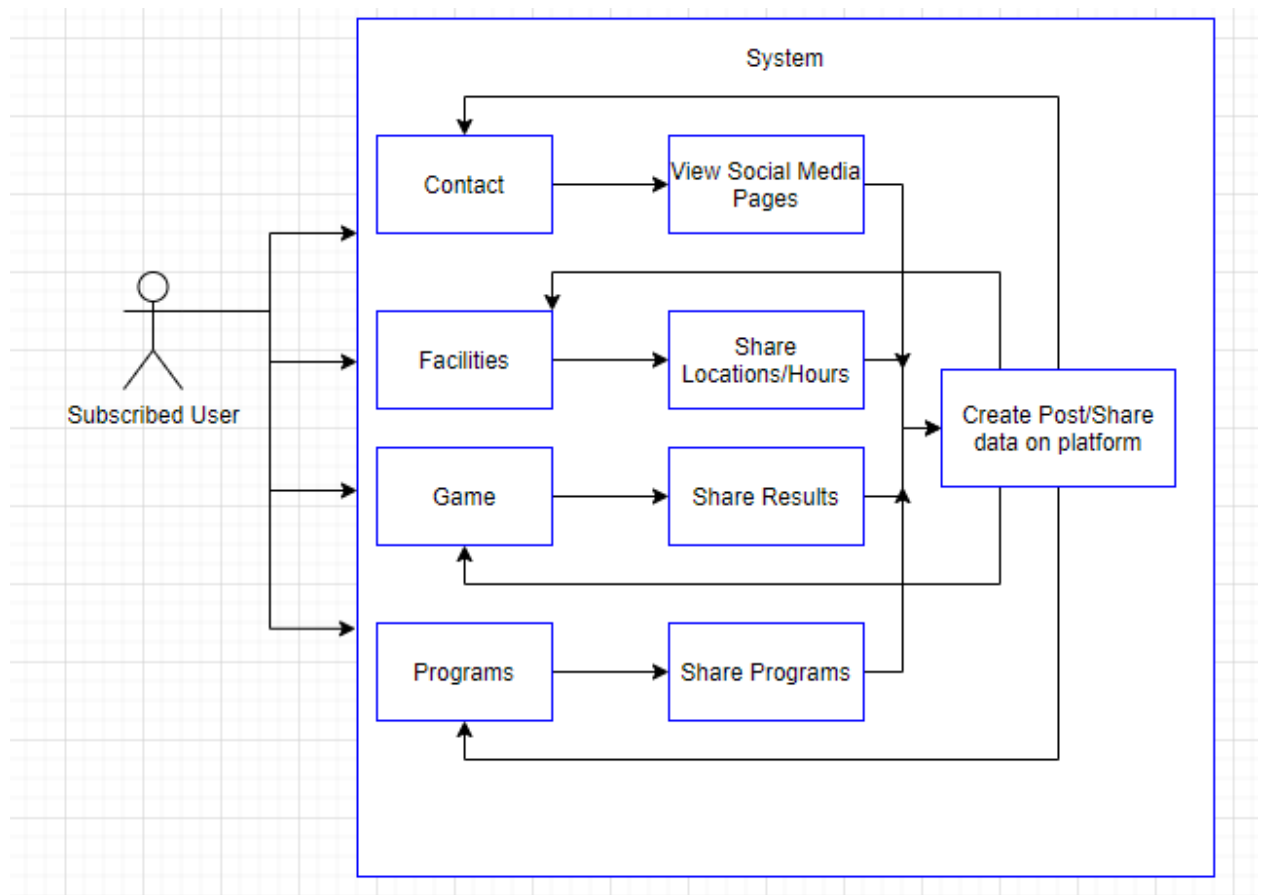 System
Contact
View Social Media
Pages
Subscribed User
Facilities
Share
Locations/Hours
Create Post/Share
data on platform
Game
Share Results
Programs
Share Programs